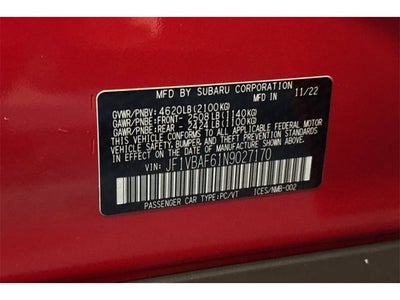 MFD BY SUBARU CORPORATION
MFD IN 11/22
GVWR/PNBV: 4620LB(2100KG)
GAWR/PNBE:FRONT- 2508LB(1140KG)
GAWR/PNBE:REAR - 2424LB(1100KG)
THIS VEHICLE CONFORMS TO ALL APPLICABLE
FEDERAL MOTOR VEHICLE SAFETY, BUMPER,
AND THEFT PREVENTION STANDARDS IN EFFECT
ON THE DATE OF MANUFACTURE SHOWN ABOVE.
VIN: JF1VBAF61N9027170
PASSENGER CAR TYPE:PC/VT ICES/NMB-002